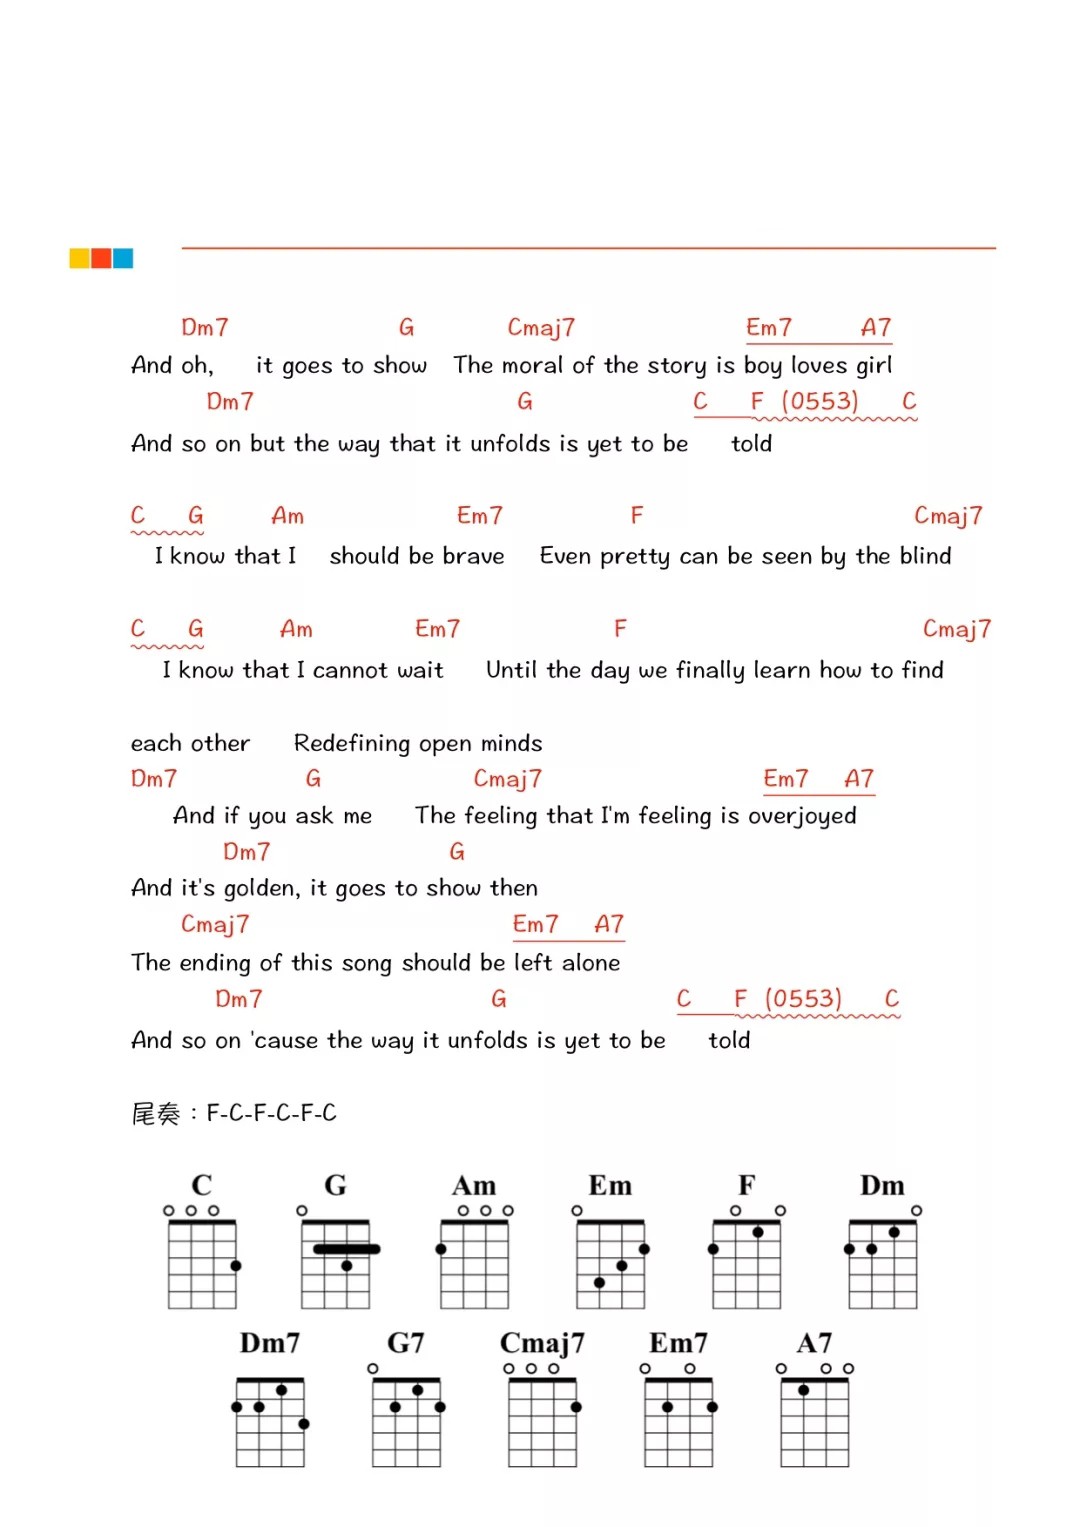 Dm7 G Cmaj7 Em7 A7
And oh, it goes to show The moral of the story is boy loves girl
Dm7 G C F (0553) C
And so on but the way that it unfolds is yet to be told
C G Am Em7 F Cmaj7
I know that I should be brave Even pretty can be seen by the blind
C G Am Em7 F Cmaj7
I know that I cannot wait Until the day we finally learn how to find
each other Redefining open minds
Dm7 G Cmaj7 Em7 A7
And if you ask me The feeling that I'm feeling is overjoyed
Dm7 G
And it's golden, it goes to show then
Cmaj7 Em7 A7
The ending of this song should be left alone
Dm7 G C F (0553) C
And so on 'cause the way it unfolds is yet to be told
尾奏：F-C-F-C-F-C
C G Am Em F Dm
Dm7 G7 Cmaj7 Em7 A7